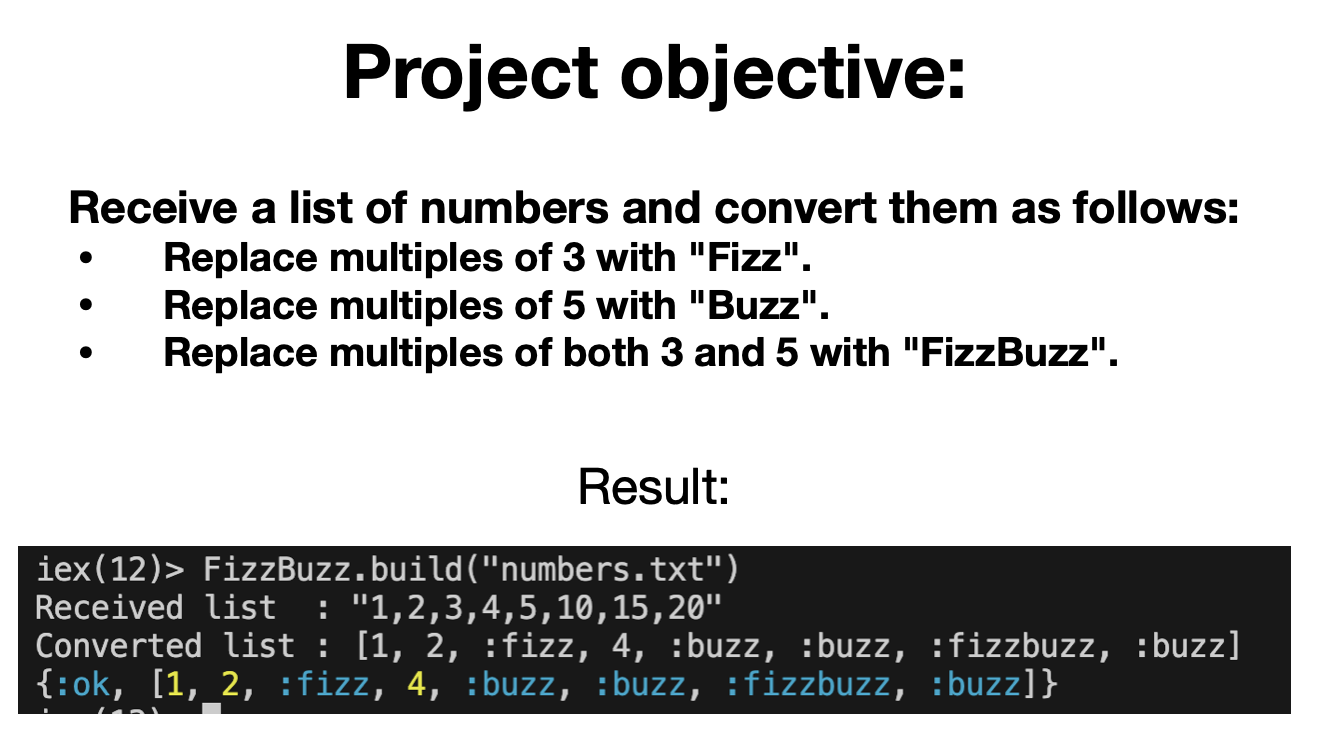 Project objective:
Receive a list of numbers and convert them as follows:
• Replace multiples of 3 with "Fizz".
• Replace multiples of 5 with "Buzz".
• Replace multiples of both 3 and 5 with "FizzBuzz".
Result:
iex(12)> FizzBuzz.build("numbers.txt")
Received list  : "1,2,3,4,5,10,15,20"
Converted list : [1, 2, :fizz, 4, :buzz, :buzz, :fizzbuzz, :buzz]
{:ok, [1, 2, :fizz, 4, :buzz, :buzz, :fizzbuzz, :buzz]}